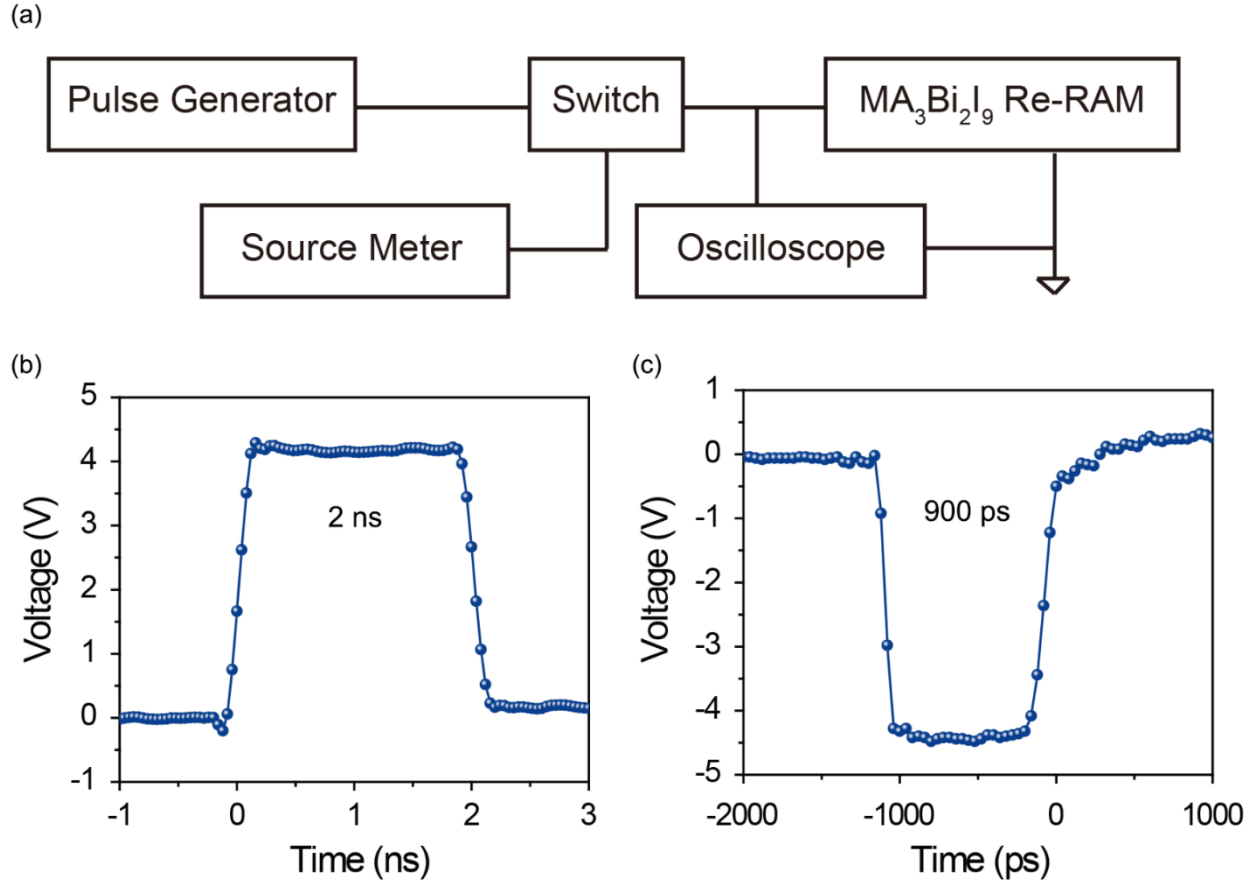 (a)
Pulse Generator
Switch
MA₃Bi₂I₉ Re-RAM
Source Meter
Oscilloscope
(b)
5
4
3
2
1
0
-1
Voltage (V)
2 ns
-1
0
1
2
3
Time (ns)
(c)
1
0
-1
-2
-3
-4
-5
Voltage (V)
900 ps
-2000
-1000
0
1000
Time (ps)